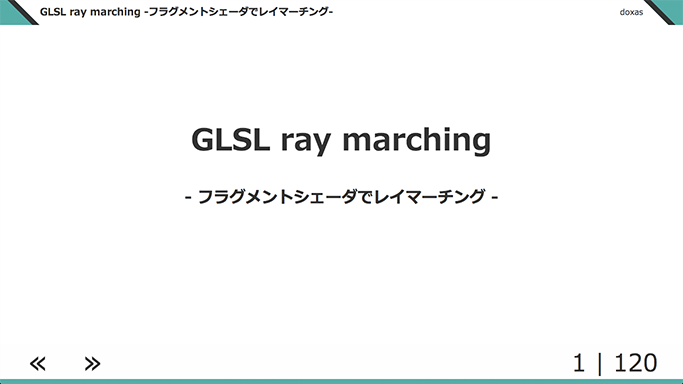 GLSL ray marching -フラグメントシェーダでレイマーチング-
doxas
GLSL ray marching
- フラグメントシェーダでレイマーチング -
« »
1 | 120